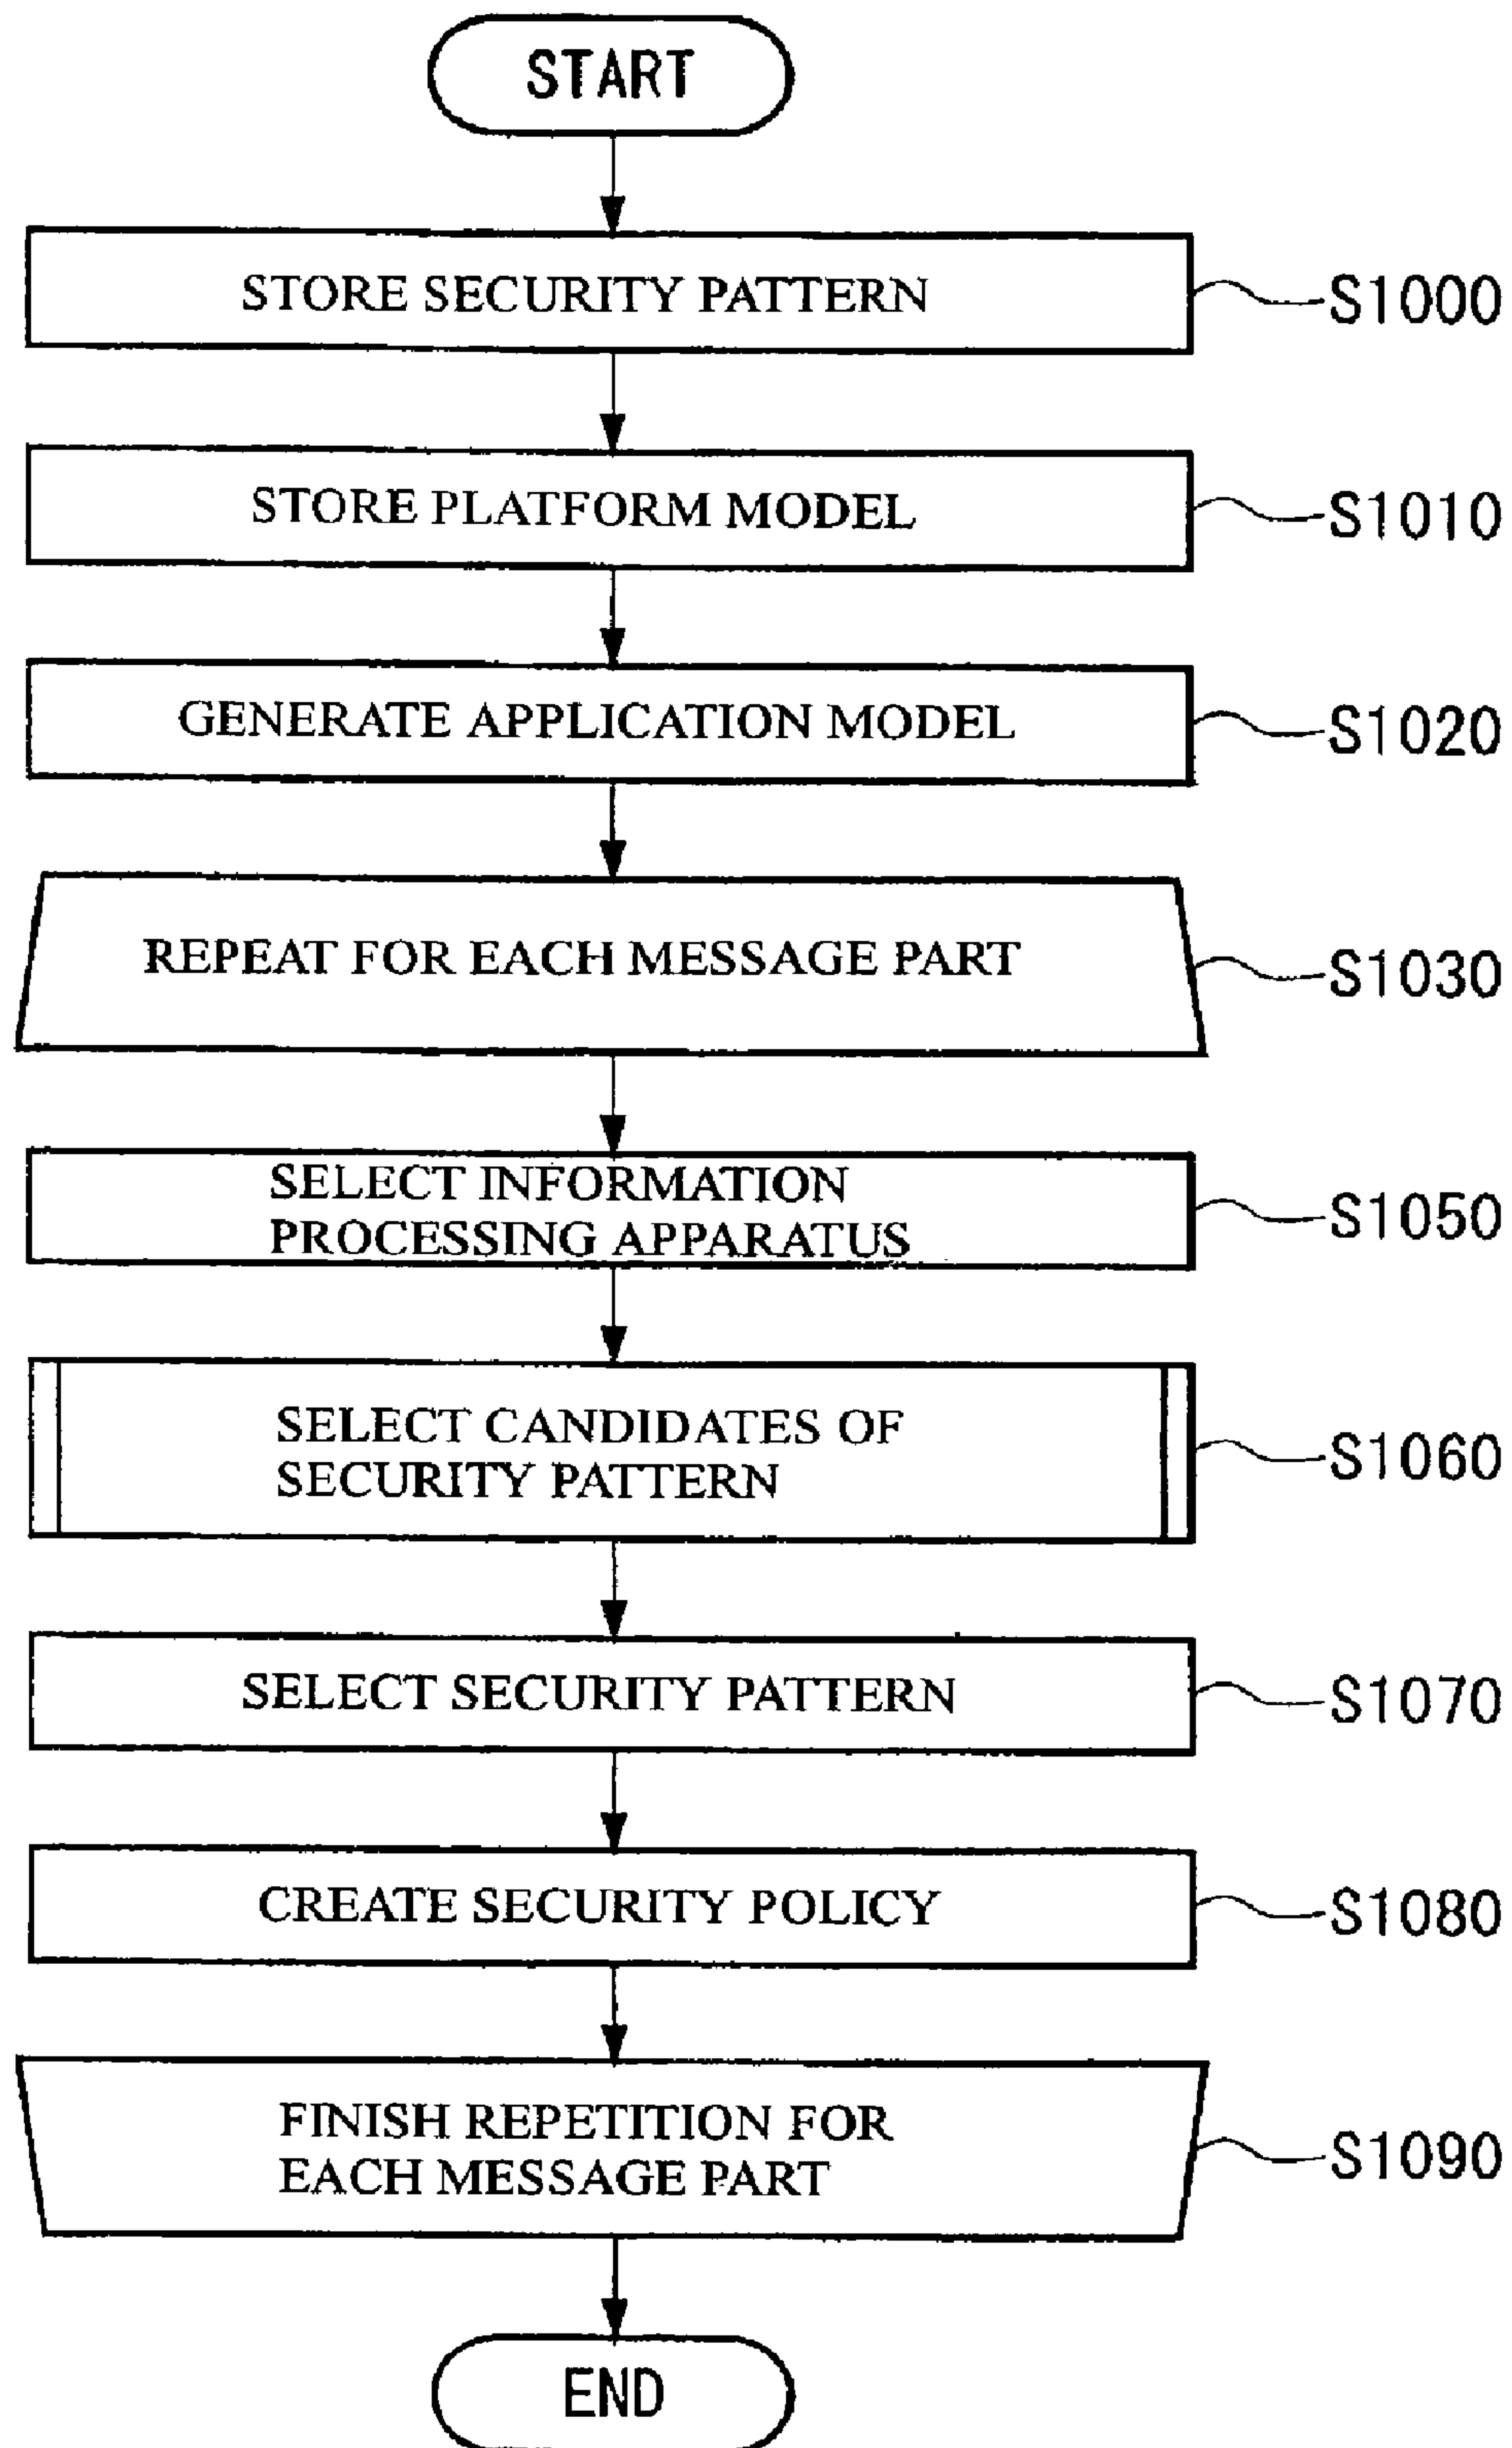 START
STORE SECURITY PATTERN
S1000
STORE PLATFORM MODEL
S1010
GENERATE APPLICATION MODEL
S1020
REPEAT FOR EACH MESSAGE PART
S1030
SELECT INFORMATION
PROCESSING APPARATUS
S1050
SELECT CANDIDATES OF
SECURITY PATTERN
S1060
SELECT SECURITY PATTERN
S1070
CREATE SECURITY POLICY
S1080
FINISH REPETITION FOR
EACH MESSAGE PART
S1090
END